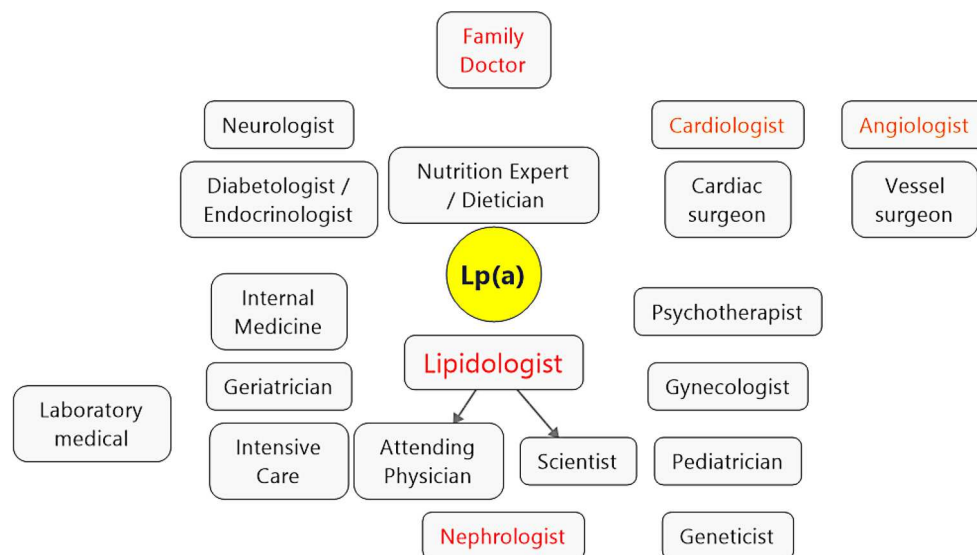 Family
Doctor
Neurologist
Cardiologist
Angiologist
Diabetologist /
Endocrinologist
Nutrition Expert
/ Dietician
Cardiac
surgeon
Vessel
surgeon
Lp(a)
Internal
Medicine
Psychotherapist
Lipidologist
Geriatrician
Gynecologist
Laboratory
medical
Intensive
Care
Attending
Physician
Scientist
Pediatrician
Nephrologist
Geneticist